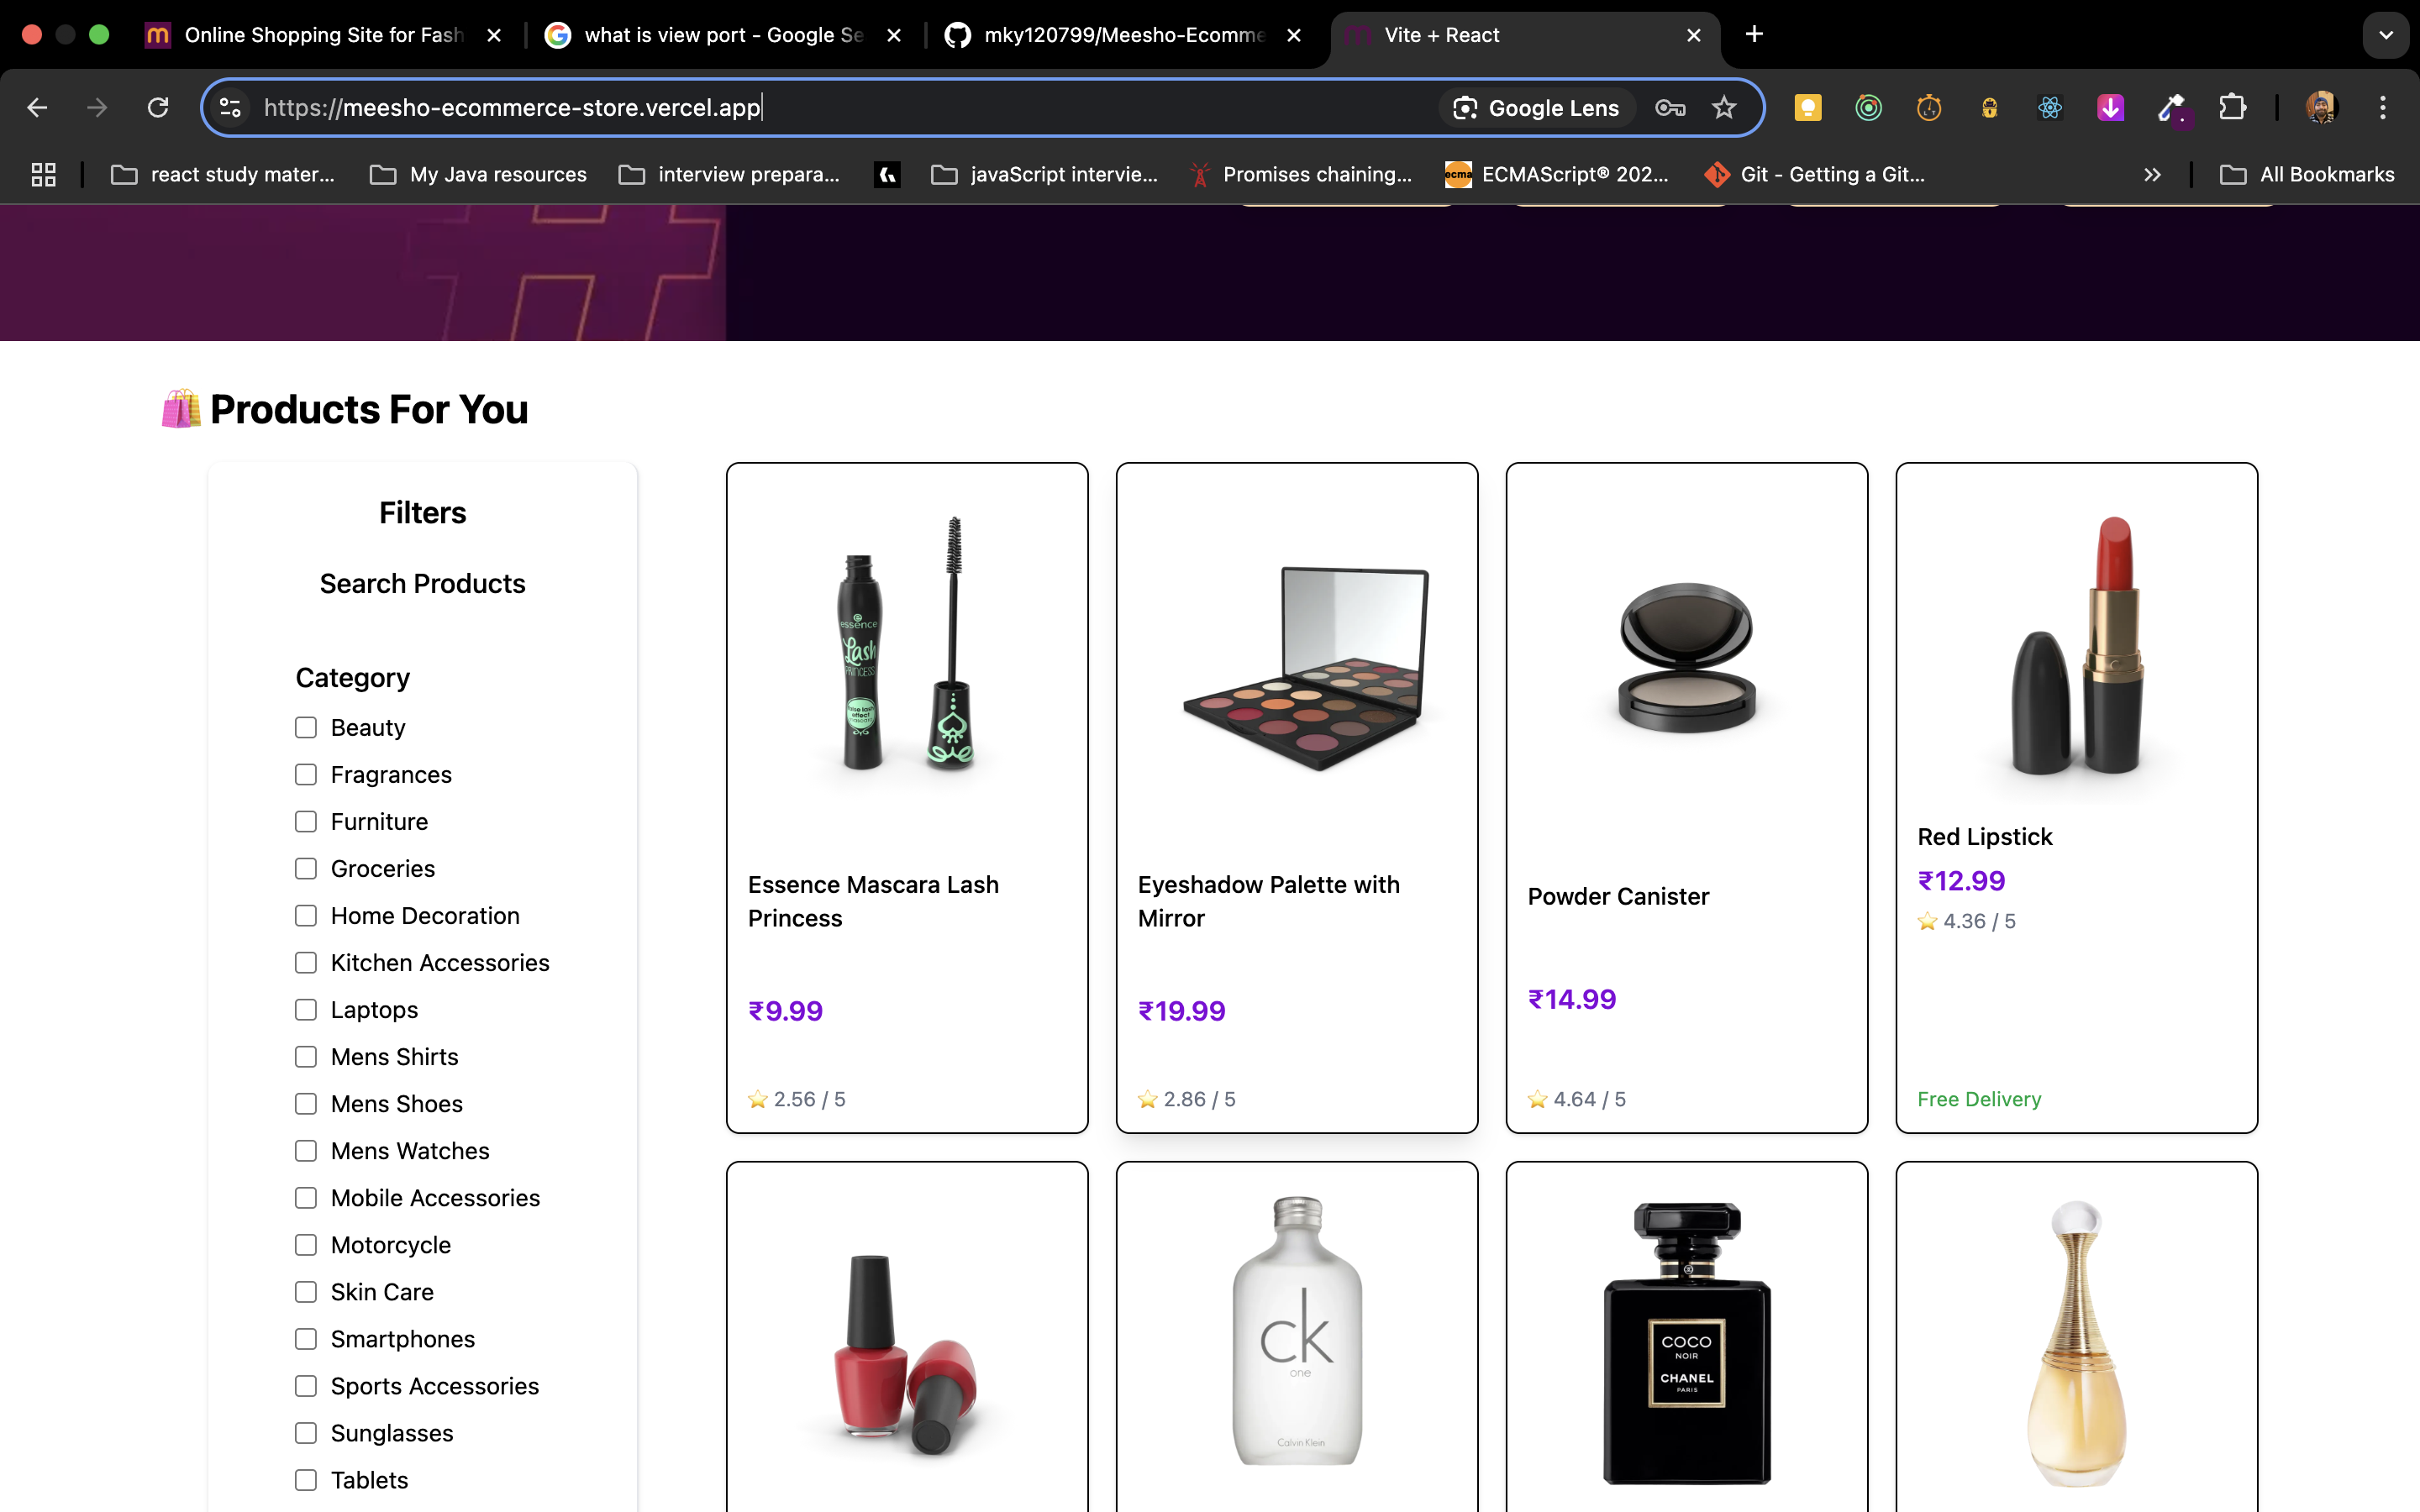 Online Shopping Site for Fash
what is view port - Google Se
mky120799/Meesho-Ecomme
Vite + React
https://meesho-ecommerce-store.vercel.app
Google Lens
react study mater...
My Java resources
interview prepara...
javaScript intervie...
Promises chaining...
ecma
ECMAScript® 202...
Git - Getting a Git...
All Bookmarks
Products For You
Filters
Search Products
Category
Beauty
Fragrances
Furniture
Groceries
Home Decoration
Kitchen Accessories
Laptops
Mens Shirts
Mens Shoes
Mens Watches
Mobile Accessories
Motorcycle
Skin Care
Smartphones
Sports Accessories
Sunglasses
Tablets
essence
Lash
PRINCESS
Essence Mascara Lash
Princess
₹9.99
2.56 / 5
Eyeshadow Palette with
Mirror
₹19.99
2.86 / 5
Powder Canister
₹14.99
4.64 / 5
Red Lipstick
₹12.99
4.36 / 5
Free Delivery
ck
one
Calvin Klein
COCO
NOIR
CHANEL
PARIS